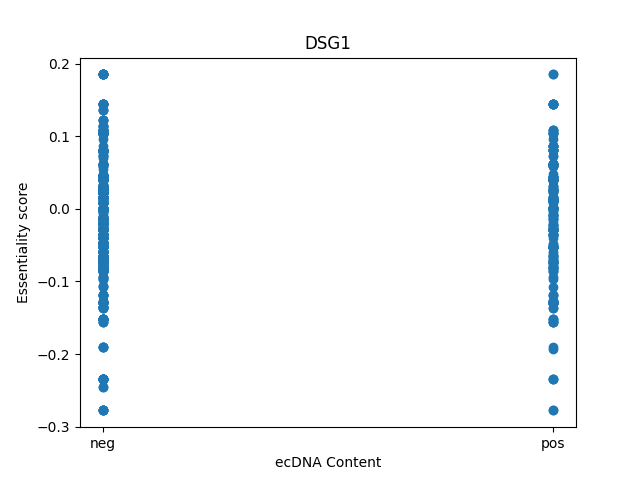 DSG1
Essentiality score
0.2
0.1
0.0
−0.1
−0.2
−0.3
neg
pos
ecDNA Content